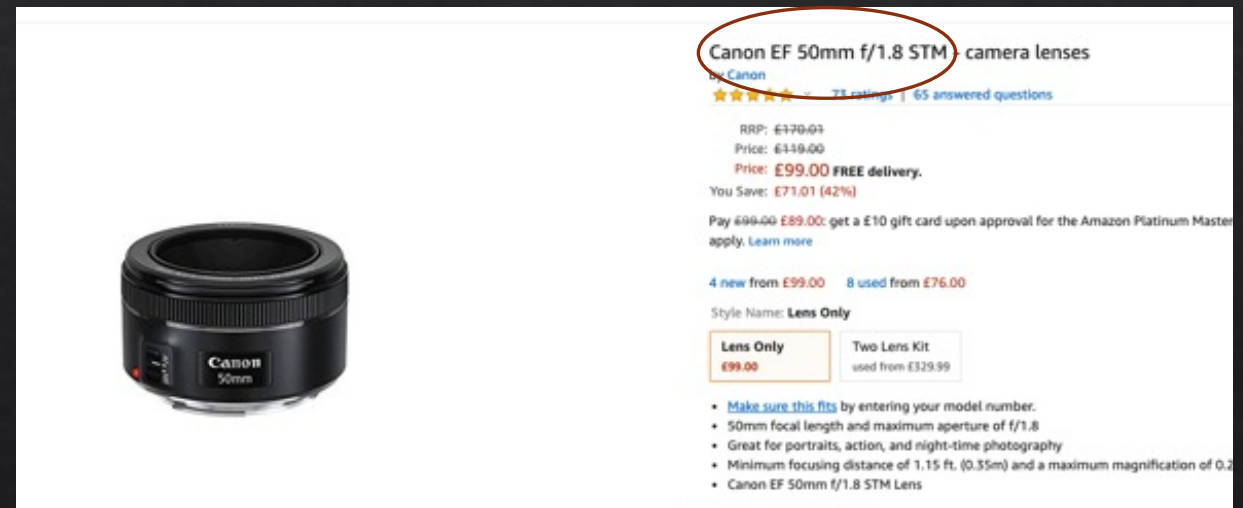 Canon EF 50mm f/1.8 STM - camera lenses
by Canon
73 ratings | 65 answered questions
RRP: £170.01
Price: £119.00
Price: £99.00 FREE delivery.
You Save: £71.01 (42%)
Pay £99.00 £89.00: get a £10 gift card upon approval for the Amazon Platinum Master
apply. Learn more
4 new from £99.00 8 used from £76.00
Style Name: Lens Only
Lens Only
£99.00
Two Lens Kit
used from £329.99
• Make sure this fits by entering your model number.
• 50mm focal length and maximum aperture of f/1.8
• Great for portraits, action, and night-time photography
• Minimum focusing distance of 1.15 ft. (0.35m) and a maximum magnification of 0.2
• Canon EF 50mm f/1.8 STM Lens
Canon
50mm